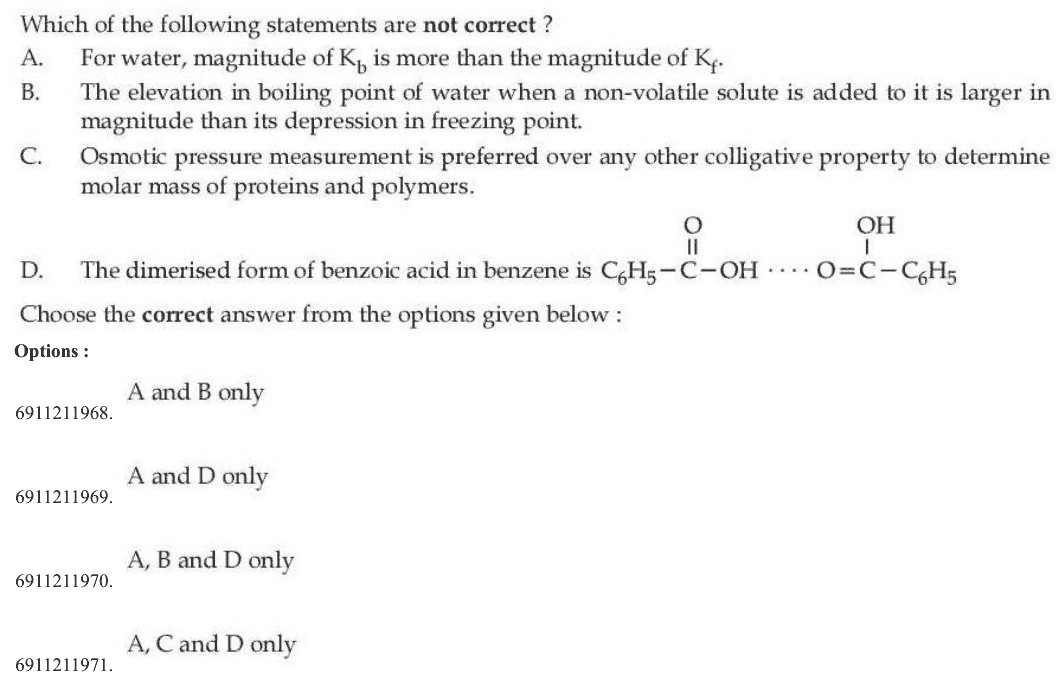 Which of the following statements are not correct ?
A. For water, magnitude of K_b is more than the magnitude of K_f.
B. The elevation in boiling point of water when a non-volatile solute is added to it is larger in
magnitude than its depression in freezing point.
C. Osmotic pressure measurement is preferred over any other colligative property to determine
molar mass of proteins and polymers.
O OH
|| |
D. The dimerised form of benzoic acid in benzene is C₆H₅−C−OH ···· O=C−C₆H₅
Choose the correct answer from the options given below :
Options :
A and B only
6911211968.
A and D only
6911211969.
A, B and D only
6911211970.
A, C and D only
6911211971.